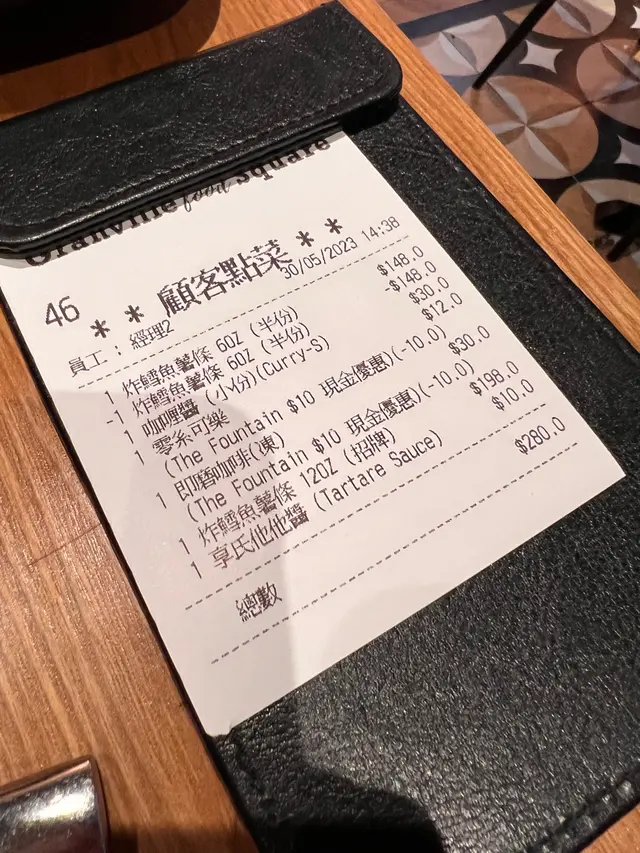 Granville food Square
46
* * 顧客點菜 * *
員工 : 經理2 30/05/2023 14:38
1 炸鱈魚薯條 6OZ (半份) $148.0
-1 炸鱈魚薯條 6OZ (半份) -$148.0
1 咖喱醬 (小份)(Curry-S) $30.0
1 零系可樂 $12.0
(The Fountain $10 現金優惠)(-10.0)
1 即磨咖啡(凍) $30.0
(The Fountain $10 現金優惠)(-10.0)
1 炸鱈魚薯條 12OZ (招牌) $198.0
1 享氏他他醬 (Tartare Sauce) $10.0
總數 $280.0